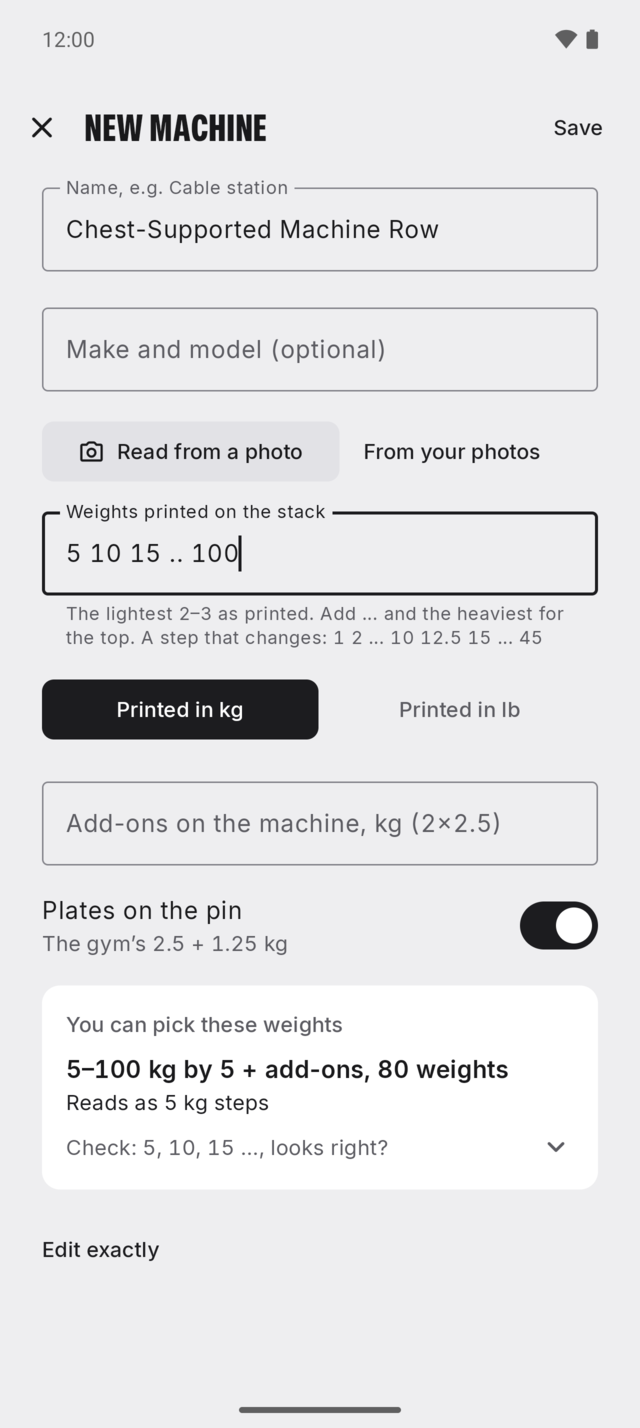 12:00
NEW MACHINE
Save
Name, e.g. Cable station
Chest-Supported Machine Row
Make and model (optional)
Read from a photo
From your photos
Weights printed on the stack
5 10 15 .. 100
The lightest 2–3 as printed. Add ... and the heaviest for
the top. A step that changes: 1 2 ... 10 12.5 15 ... 45
Printed in kg
Printed in lb
Add-ons on the machine, kg (2×2.5)
Plates on the pin
The gym’s 2.5 + 1.25 kg
You can pick these weights
5–100 kg by 5 + add-ons, 80 weights
Reads as 5 kg steps
Check: 5, 10, 15 ..., looks right?
Edit exactly